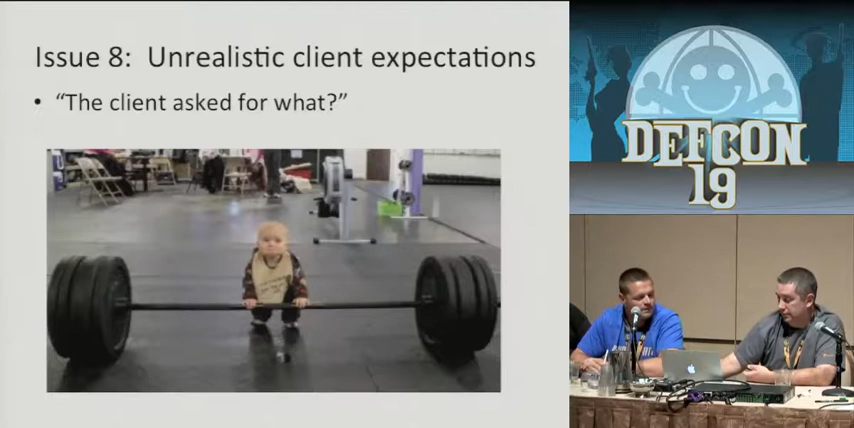 Issue 8:  Unrealistic client expectations
• “The client asked for what?”
DEFCON
19